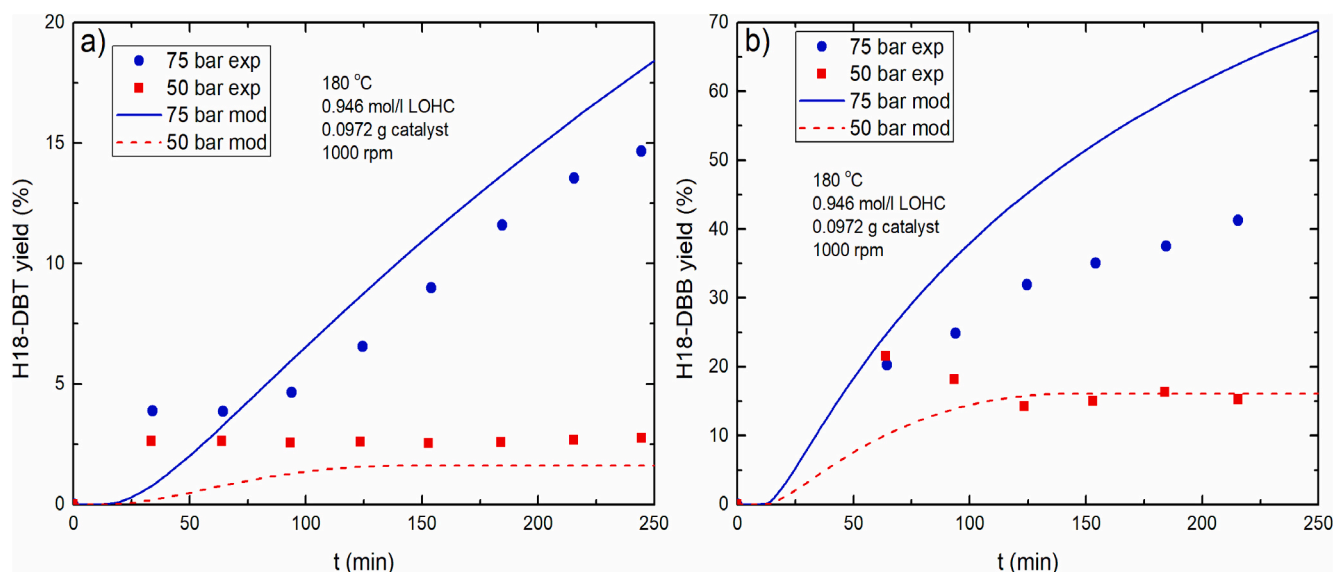 a)
75 bar exp
50 bar exp
75 bar mod
50 bar mod
180 °C
0.946 mol/l LOHC
0.0972 g catalyst
1000 rpm
H18-DBT yield (%)
20
15
10
5
0
0 50 100 150 200 250
t (min)
b)
75 bar exp
50 bar exp
75 bar mod
50 bar mod
180 °C
0.946 mol/l LOHC
0.0972 g catalyst
1000 rpm
H18-DBB yield (%)
70
60
50
40
30
20
10
0
0 50 100 150 200 250
t (min)